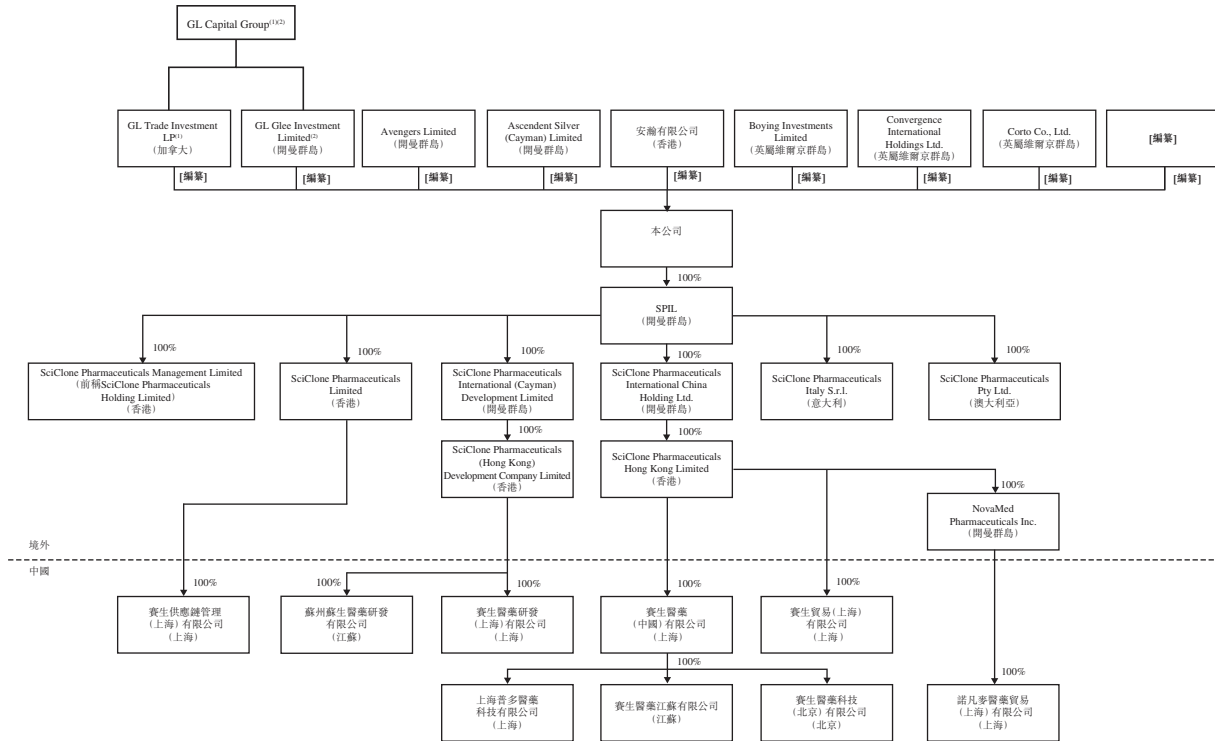 GL Capital Group(1)(2)
GL Trade Investment
LP(1)
(加拿大)
GL Glee Investment
Limited(2)
(開曼群島)
Avengers Limited
(開曼群島)
Ascendent Silver
(Cayman) Limited
(開曼群島)
安瀚有限公司
(香港)
Boying Investments
Limited
(英屬維爾京群島)
Convergence
International
Holdings Ltd.
(英屬維爾京群島)
Corto Co., Ltd.
(英屬維爾京群島)
[編纂]
[編纂]
[編纂]
[編纂]
[編纂]
[編纂]
[編纂]
[編纂]
[編纂]
[編纂]
本公司
100%
SPIL
(開曼群島)
100%
100%
100%
100%
100%
100%
SciClone Pharmaceuticals Management Limited
(前稱SciClone Pharmaceuticals
Holding Limited)
(香港)
SciClone Pharmaceuticals
Limited
(香港)
SciClone Pharmaceuticals
International (Cayman)
Development Limited
(開曼群島)
SciClone Pharmaceuticals
International China
Holding Ltd.
(開曼群島)
SciClone Pharmaceuticals
Italy S.r.l.
(意大利)
SciClone Pharmaceuticals
Pty Ltd.
(澳大利亞)
100%
100%
SciClone Pharmaceuticals
(Hong Kong)
Development Company Limited
(香港)
SciClone Pharmaceuticals
Hong Kong Limited
(香港)
100%
NovaMed
Pharmaceuticals Inc.
(開曼群島)
境外
中國
100%
100%
100%
100%
100%
100%
賽生供應鏈管理
(上海)有限公司
(上海)
蘇州蘇生醫藥研發
有限公司
(江蘇)
賽生醫藥研發
(上海)有限公司
(上海)
賽生醫藥
(中國)有限公司
(上海)
賽生貿易(上海)
有限公司
(上海)
100%
上海普多醫藥
科技有限公司
(上海)
賽生醫藥江蘇有限公司
(江蘇)
賽生醫藥科技
(北京)有限公司
(北京)
諾凡麥醫藥貿易
(上海)有限公司
(上海)